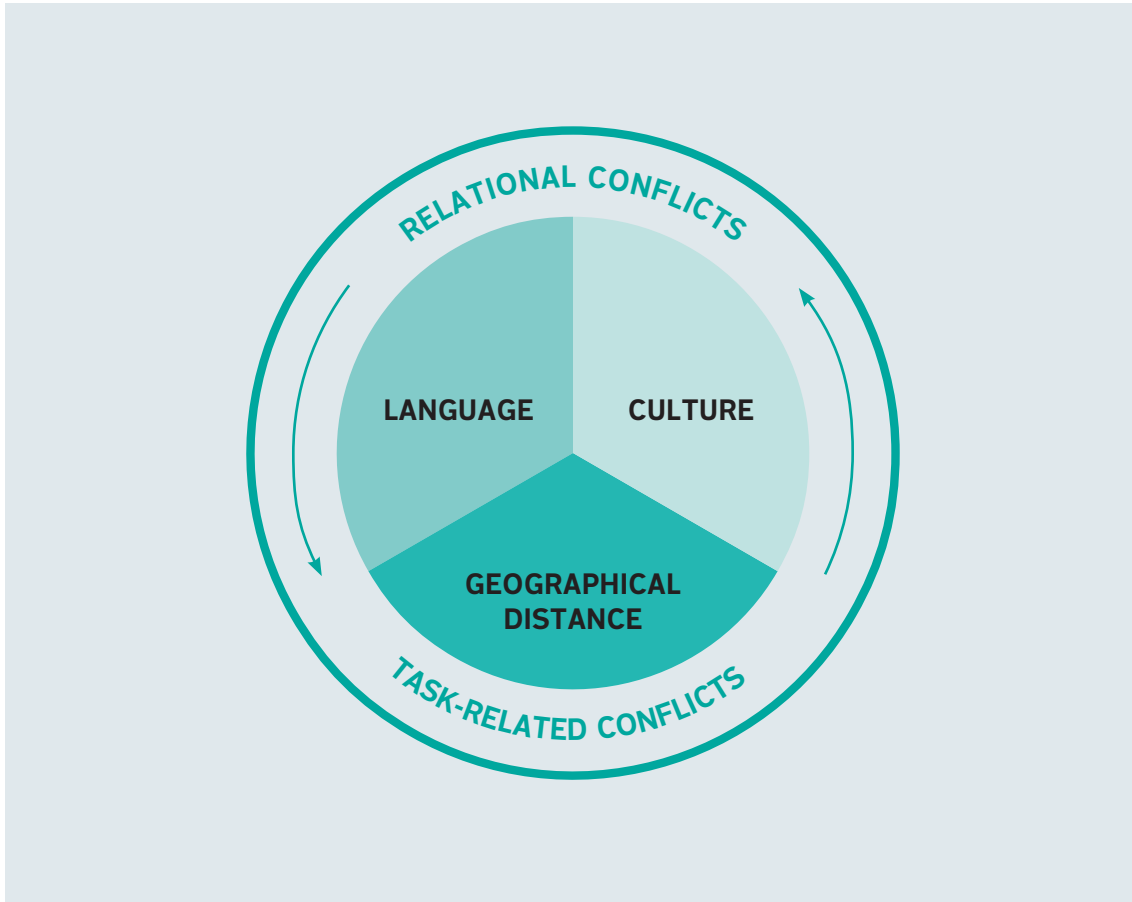 RELATIONAL CONFLICTS
LANGUAGE
CULTURE
GEOGRAPHICAL
DISTANCE
TASK-RELATED CONFLICTS